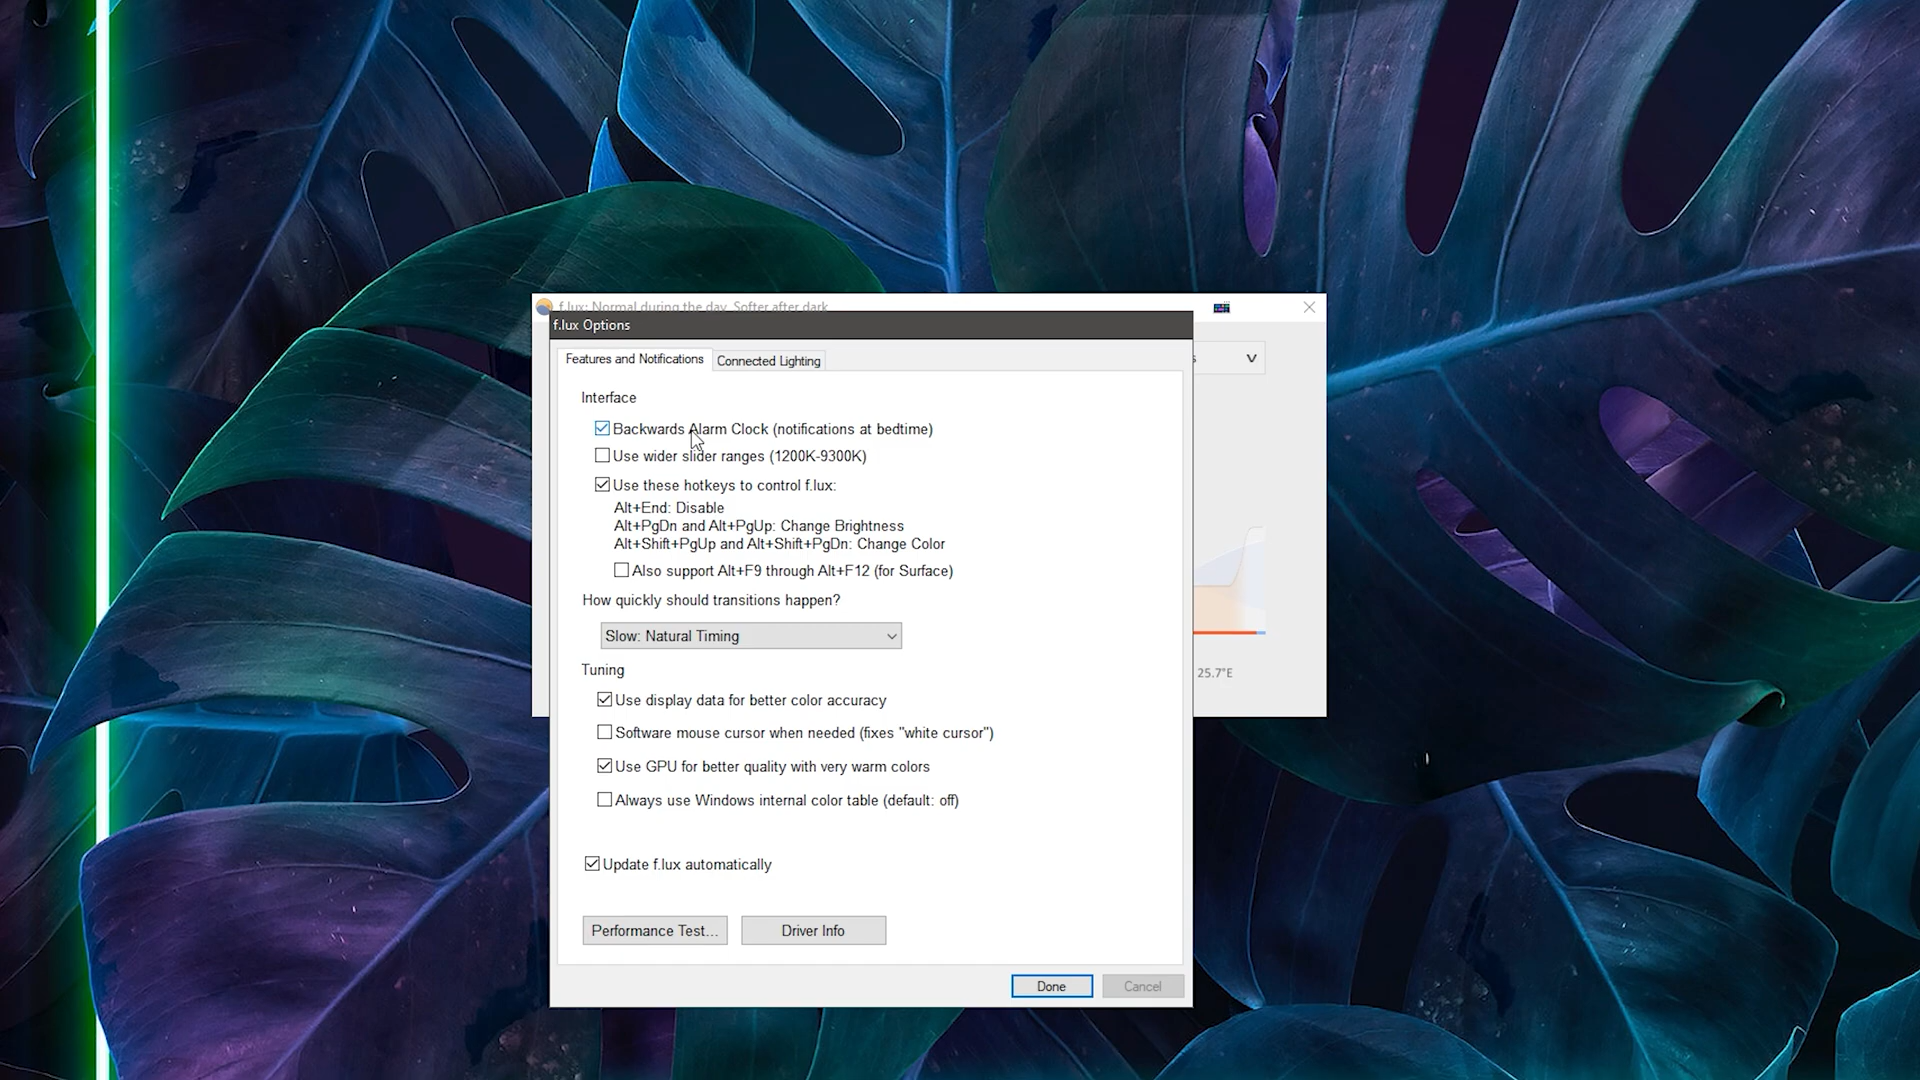 f.lux: Normal during the day, Softer after dark
f.lux Options
Features and Notifications
Connected Lighting
Interface
Backwards Alarm Clock (notifications at bedtime)
Use wider slider ranges (1200K-9300K)
Use these hotkeys to control f.lux:
Alt+End: Disable
Alt+PgDn and Alt+PgUp: Change Brightness
Alt+Shift+PgUp and Alt+Shift+PgDn: Change Color
Also support Alt+F9 through Alt+F12 (for Surface)
How quickly should transitions happen?
Slow: Natural Timing
25.7°E
Tuning
Use display data for better color accuracy
Software mouse cursor when needed (fixes "white cursor")
Use GPU for better quality with very warm colors
Always use Windows internal color table (default: off)
Update f.lux automatically
Performance Test...
Driver Info
Done
Cancel